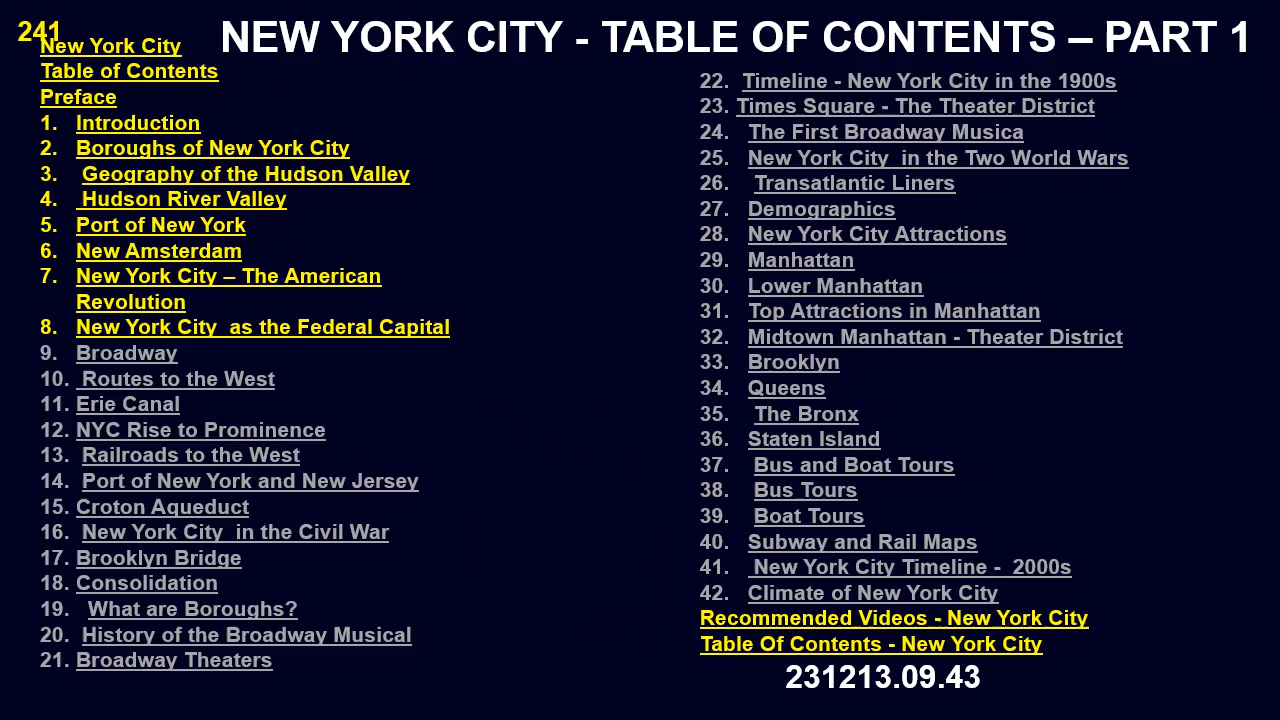 241
NEW YORK CITY - TABLE OF CONTENTS – PART 1
New York City
Table of Contents
Preface
1. Introduction
2. Boroughs of New York City
3. Geography of the Hudson Valley
4. Hudson River Valley
5. Port of New York
6. New Amsterdam
7. New York City – The American
Revolution
8. New York City as the Federal Capital
9. Broadway
10. Routes to the West
11. Erie Canal
12. NYC Rise to Prominence
13. Railroads to the West
14. Port of New York and New Jersey
15. Croton Aqueduct
16. New York City in the Civil War
17. Brooklyn Bridge
18. Consolidation
19. What are Boroughs?
20. History of the Broadway Musical
21. Broadway Theaters
22. Timeline - New York City in the 1900s
23. Times Square - The Theater District
24. The First Broadway Musica
25. New York City in the Two World Wars
26. Transatlantic Liners
27. Demographics
28. New York City Attractions
29. Manhattan
30. Lower Manhattan
31. Top Attractions in Manhattan
32. Midtown Manhattan - Theater District
33. Brooklyn
34. Queens
35. The Bronx
36. Staten Island
37. Bus and Boat Tours
38. Bus Tours
39. Boat Tours
40. Subway and Rail Maps
41. New York City Timeline - 2000s
42. Climate of New York City
Recommended Videos - New York City
Table Of Contents - New York City
231213.09.43